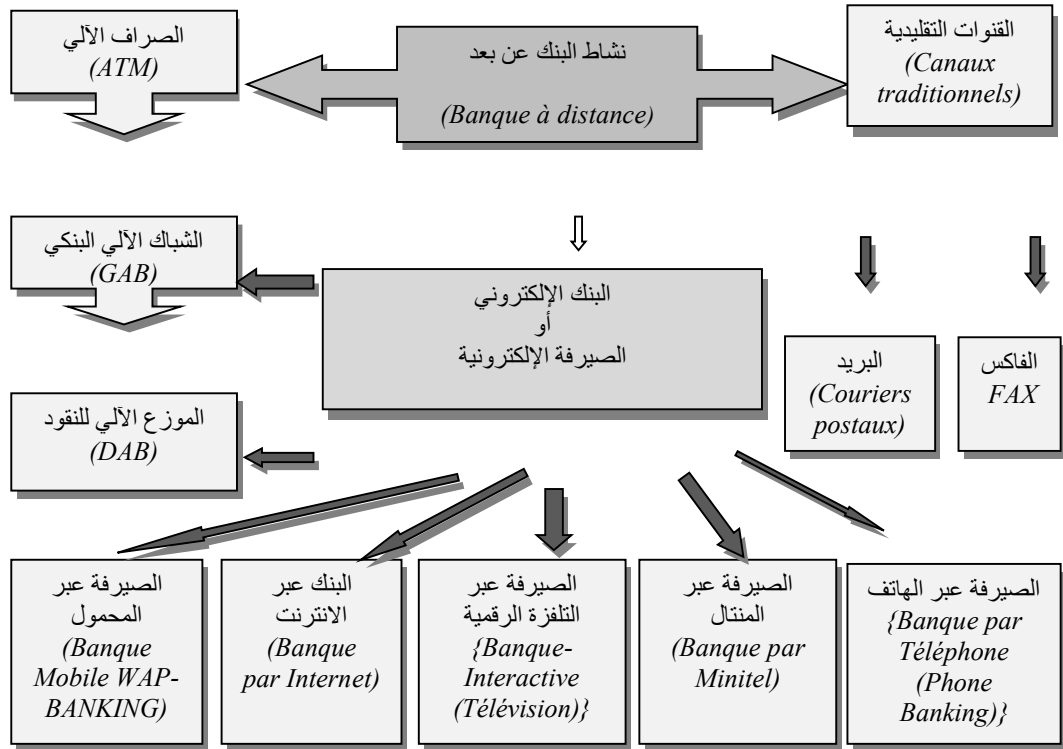 الصراف الآلي
(ATM)
نشاط البنك عن بعد
(Banque à distance)
القنوات التقليدية
(Canaux
traditionnels)
الشباك الآلي البنكي
(GAB)
البنك الإلكتروني
أو
الصيرفة الإلكترونية
البريد
(Couriers
postaux)
الفاكس
FAX
الموزع الآلي للنقود
(DAB)
الصيرفة عبر
المحمول
(Banque
Mobile WAP-
BANKING)
البنك عبر
الانترنت
(Banque
par Internet)
الصيرفة عبر
التلفزة الرقمية
{Banque-
Interactive
(Télévision)}
الصيرفة عبر
المنتال
(Banque par
Minitel)
الصيرفة عبر الهاتف
{Banque par
Téléphone
(Phone
Banking)}